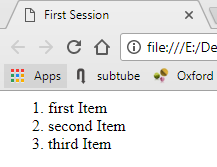 First Session
file:///E:/De
Apps subtube Oxford
1. first Item
2. second Item
3. third Item